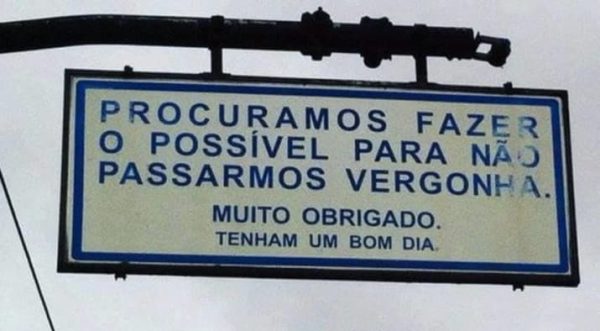 PROCURAMOS FAZER
O POSSÍVEL PARA NÃO
PASSARMOS VERGONHA.
MUITO OBRIGADO.
TENHAM UM BOM DIA.